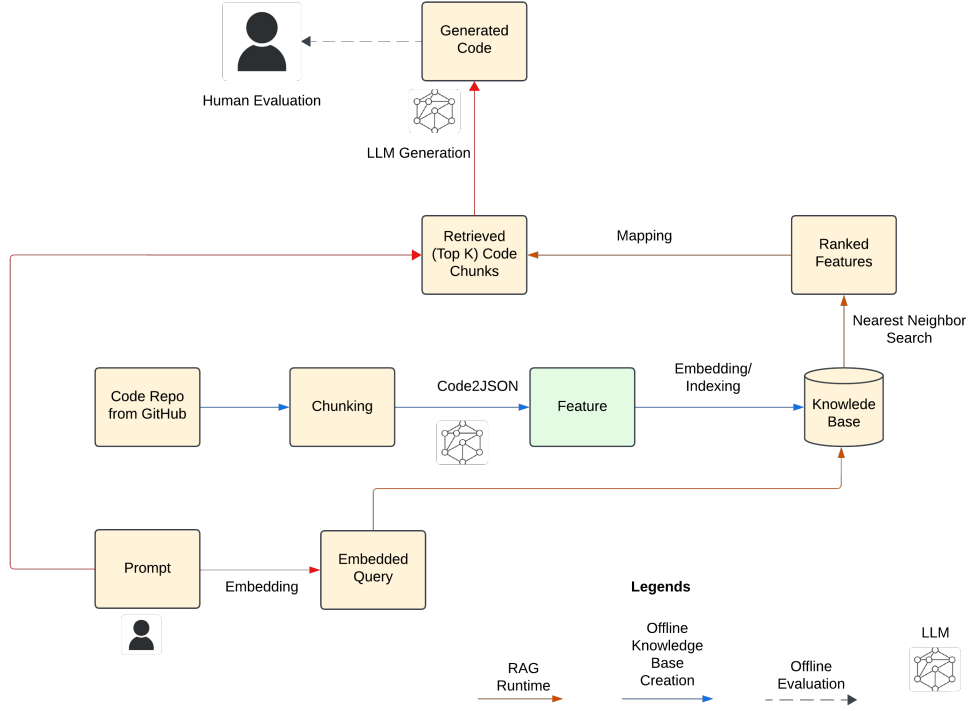 Generated
Code
Human Evaluation
LLM Generation
Retrieved
(Top K) Code
Chunks
Mapping
Ranked
Features
Nearest Neighbor
Search
Code Repo
from GitHub
Chunking
Code2JSON
Feature
Embedding/
Indexing
Knowlede
Base
Prompt
Embedding
Embedded
Query
Legends
RAG
Runtime
Offline
Knowledge
Base
Creation
Offline
Evaluation
LLM